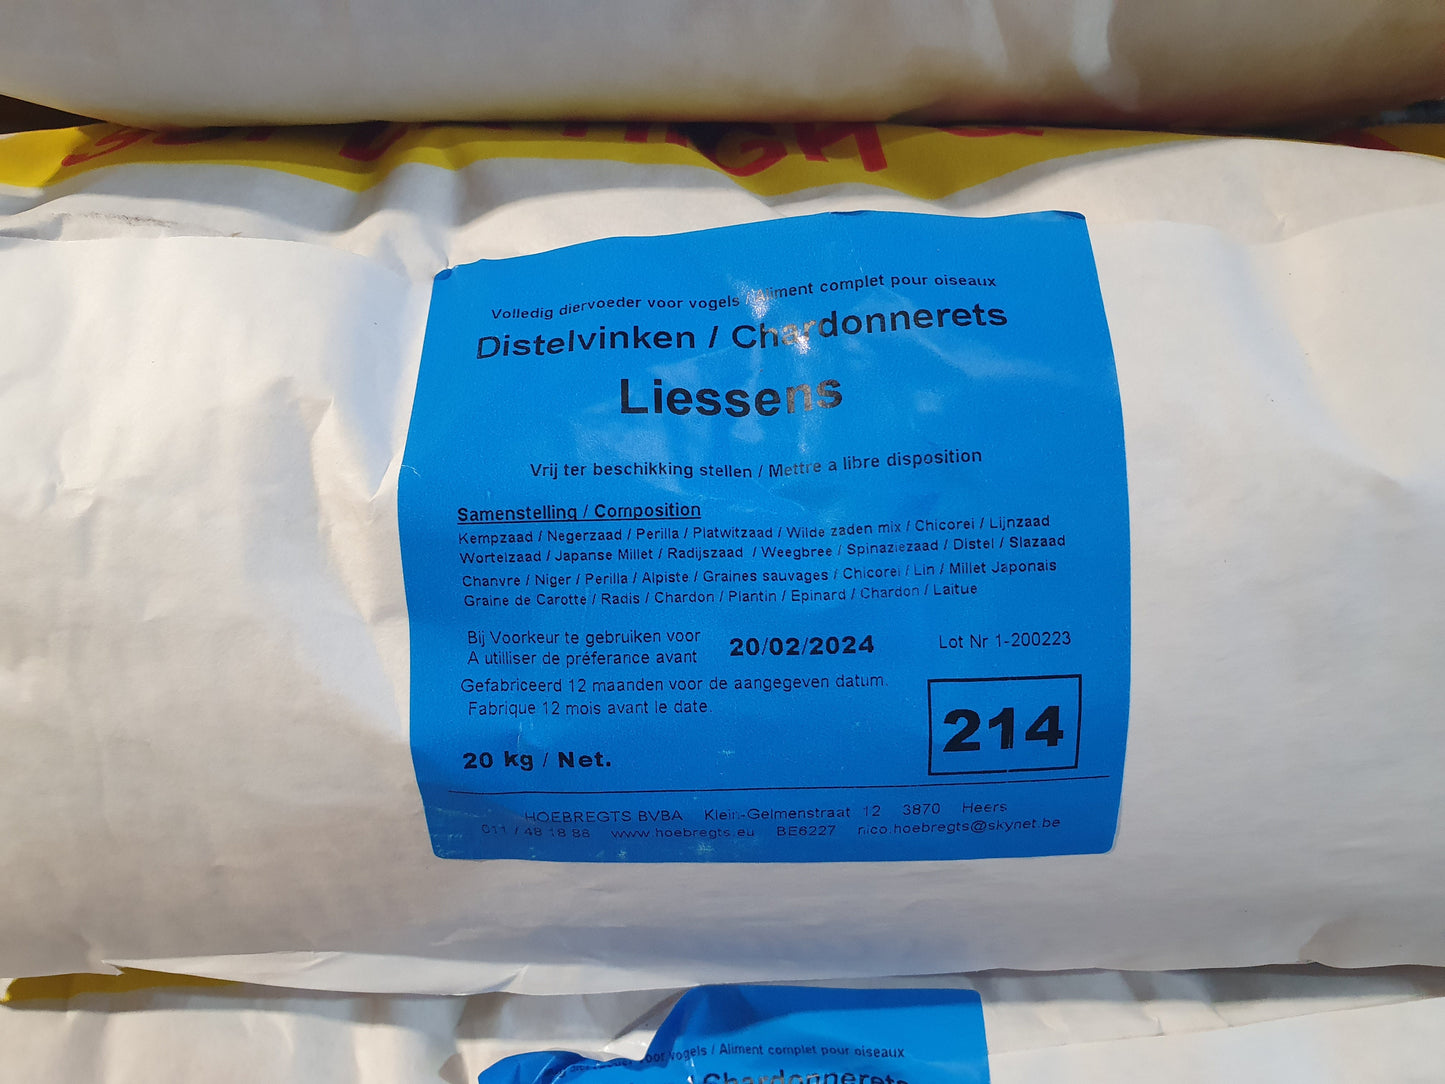 HIGH
Volledig diervoeder voor vogels / Aliment complet pour oiseaux
Distelvinken / Chardonnerets
Liessens
Vrij ter beschikking stellen / Mettre a libre disposition
Samenstelling / Composition
Kempzaad / Negerzaad / Perilla / Platwitzaad / Wilde zaden mix / Chicorei / Lijnzaad
Wortelzaad / Japanse Millet / Radijszaad / Weegbree / Spinaziezaad / Distel / Slazaad
Chanvre / Niger / Perilla / Alpiste / Graines sauvages / Chicorei / Lin / Millet Japonais
Graine de Carotte / Radis / Chardon / Plantin / Epinard / Chardon / Laitue
Bij Voorkeur te gebruiken voor
A utilliser de préferance avant
20/02/2024
Lot Nr 1-200223
Gefabriceerd 12 maanden voor de aangegeven datum.
Fabrique 12 mois avant le date.
214
20 kg / Net.
HOEBREGTS BVBA Klein-Gelmenstraat 12 3870 Heers
011 / 48 18 88 www.hoebregts.eu BE6227 nico.hoebregts@skynet.be
voor vogels / Aliment complet pour oiseaux
/ Chardonnerets